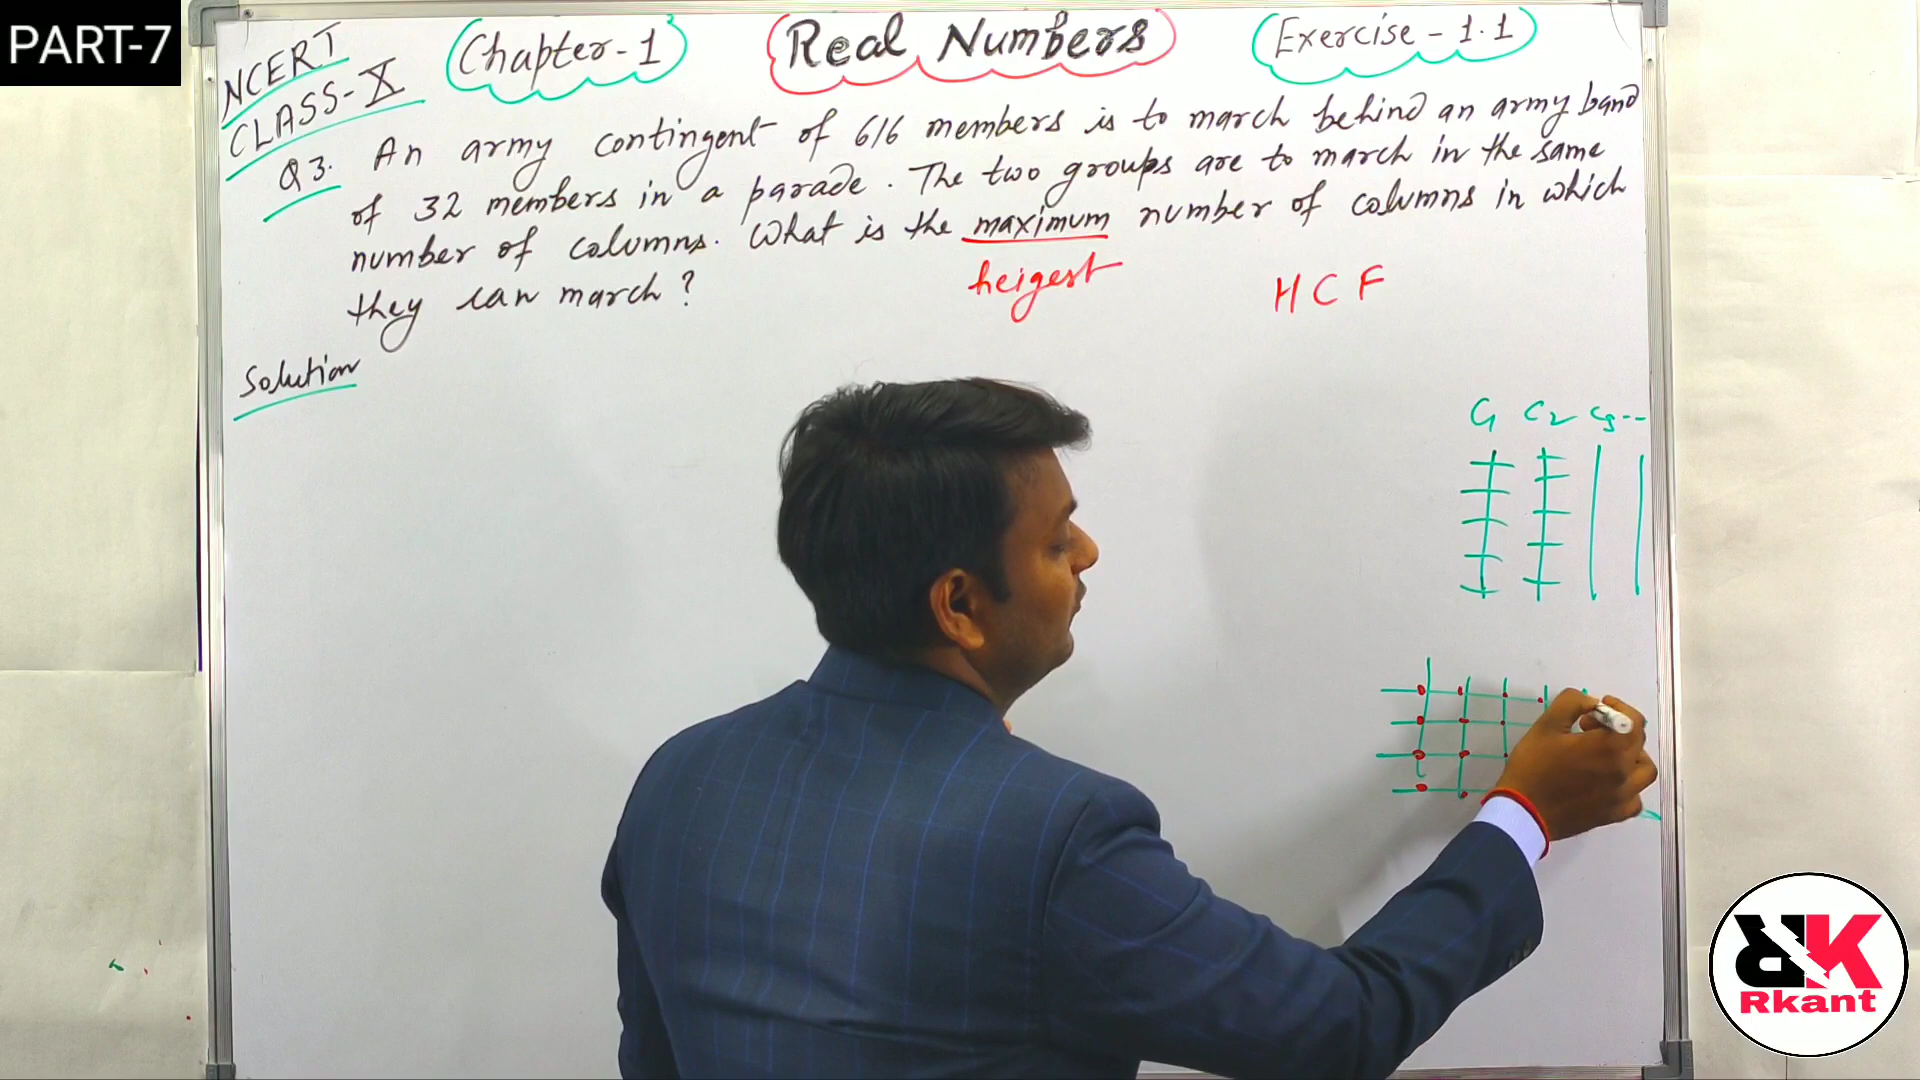 PART-7
NCERT
CLASS-X
Chapter-1
Real Numbers
Exercise-1.1
Q3. An army contingent of 616 members is to march behind an army band
of 32 members in a parade. The two groups are to march in the same
number of columns. What is the maximum number of columns in which
they can march?
heigest
HCF
Solution
C1 C2 C3--
RK
Rkant